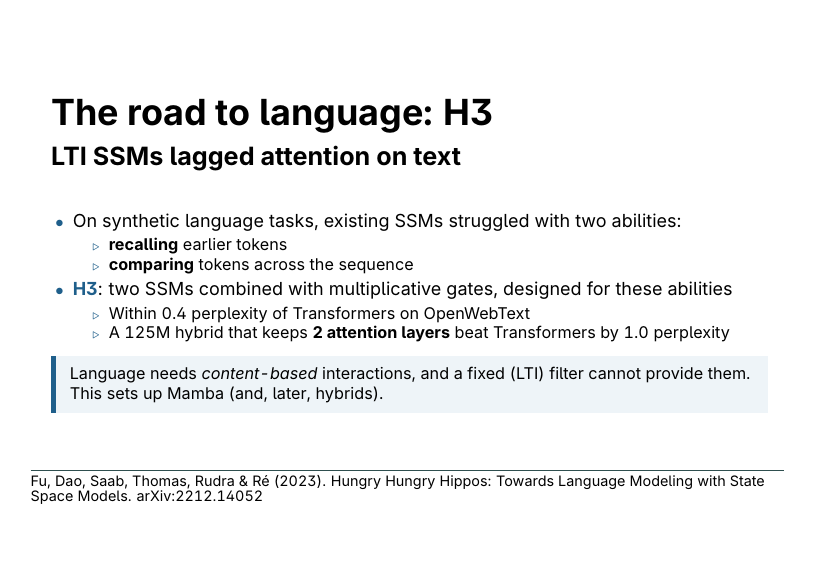 The road to language: H3
LTI SSMs lagged attention on text
• On synthetic language tasks, existing SSMs struggled with two abilities:
▹ recalling earlier tokens
▹ comparing tokens across the sequence
• H3: two SSMs combined with multiplicative gates, designed for these abilities
▹ Within 0.4 perplexity of Transformers on OpenWebText
▹ A 125M hybrid that keeps 2 attention layers beat Transformers by 1.0 perplexity
Language needs content-based interactions, and a fixed (LTI) filter cannot provide them.
This sets up Mamba (and, later, hybrids).
Fu, Dao, Saab, Thomas, Rudra & Ré (2023). Hungry Hungry Hippos: Towards Language Modeling with State
Space Models. arXiv:2212.14052